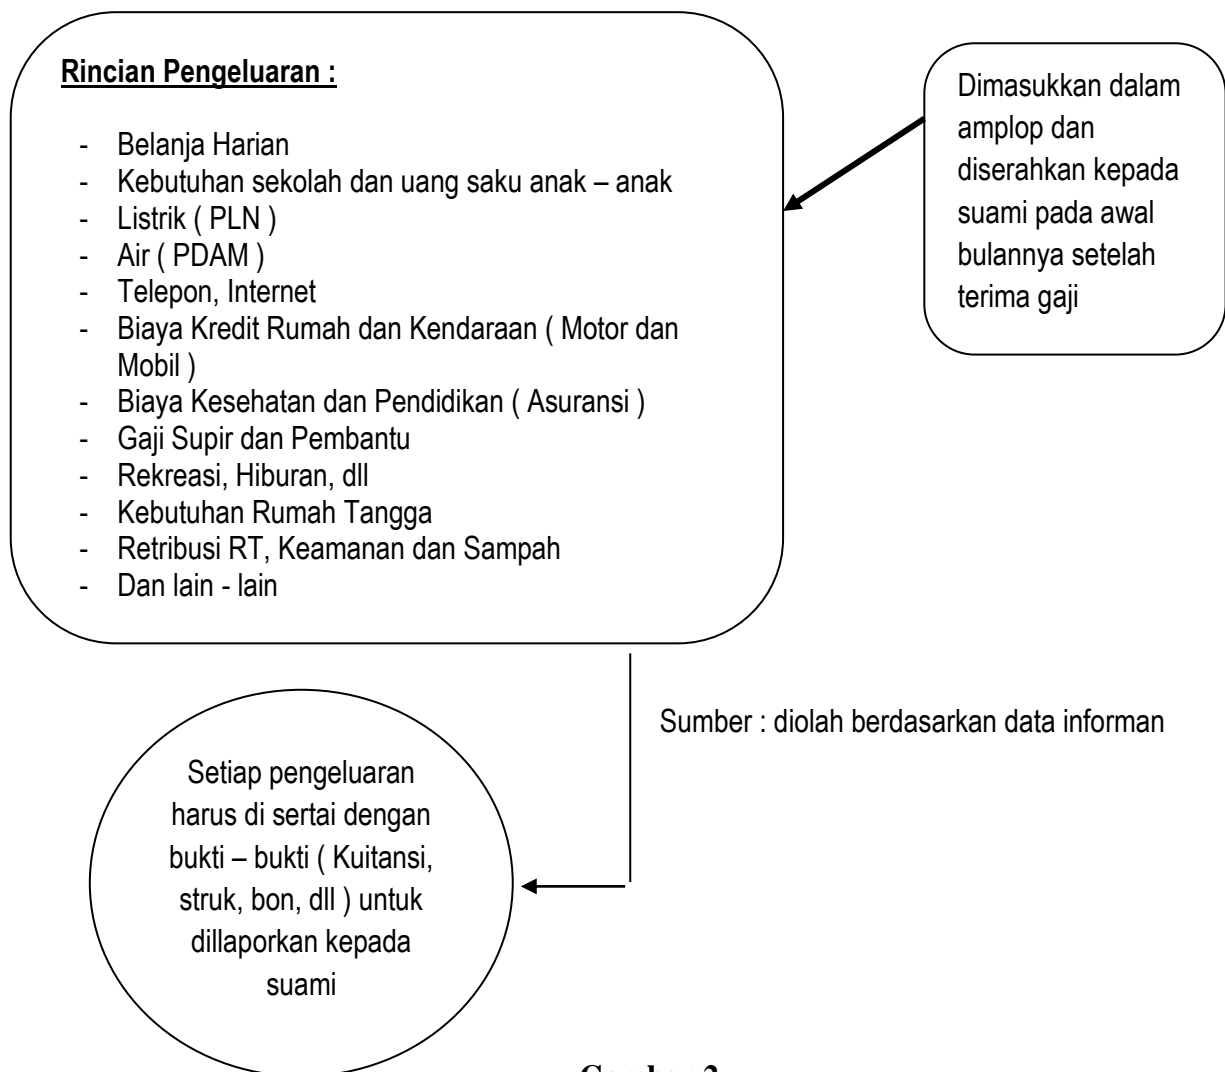 Rincian Pengeluaran :
- Belanja Harian
- Kebutuhan sekolah dan uang saku anak – anak
- Listrik ( PLN )
- Air ( PDAM )
- Telepon, Internet
- Biaya Kredit Rumah dan Kendaraan ( Motor dan
Mobil )
- Biaya Kesehatan dan Pendidikan ( Asuransi )
- Gaji Supir dan Pembantu
- Rekreasi, Hiburan, dll
- Kebutuhan Rumah Tangga
- Retribusi RT, Keamanan dan Sampah
- Dan lain - lain
Dimasukkan dalam
amplop dan
diserahkan kepada
suami pada awal
bulannya setelah
terima gaji
Sumber : diolah berdasarkan data informan
Setiap pengeluaran
harus di sertai dengan
bukti – bukti ( Kuitansi,
struk, bon, dll ) untuk
dillaporkan kepada
suami